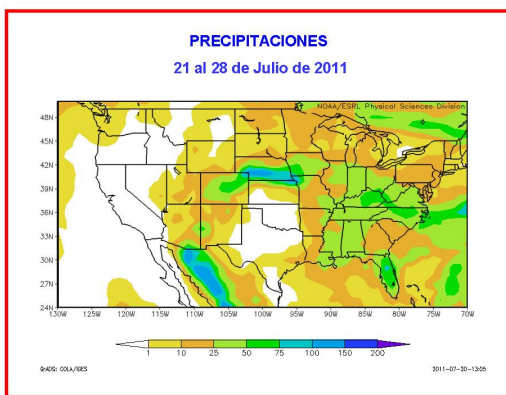 PRECIPITACIONES
21 al 28 de Julio de 2011
NOAA/ESRL Physical Sciences Division
48N
45N
42N
39N
36N
33N
30N
27N
24N
130W 125W 120W 115W 110W 105W 100W 95W 90W 85W 80W 75W 70W
1 10 25 50 75 100 150 200
GrADS: COLA/IGES 2011-07-20-13:05